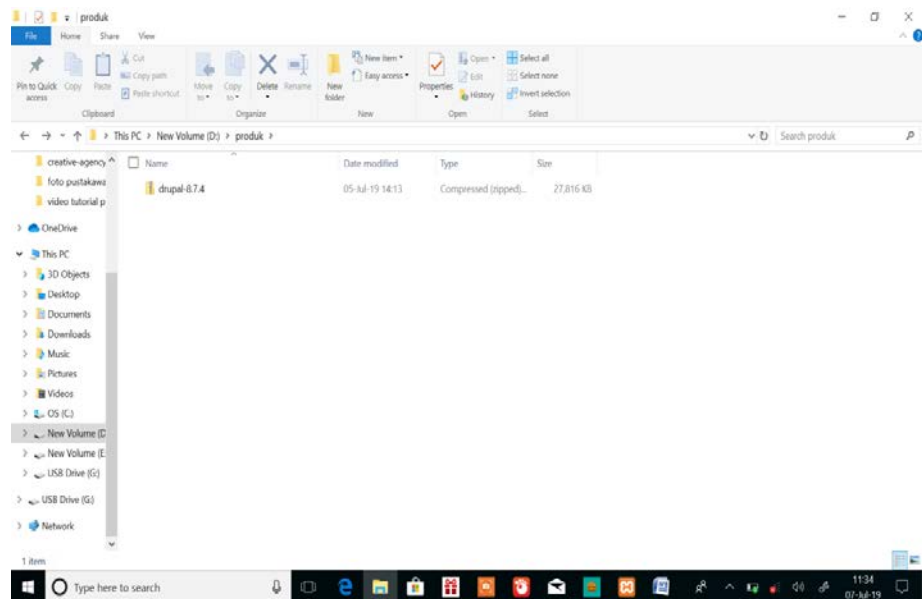 produk
File Home Share View
Pin to Quick access
Copy
Paste
Cut
Copy path
Paste shortcut
Clipboard
Move to
Copy to
Delete
Rename
Organize
New folder
New item
Easy access
New
Properties
Open
Edit
History
Open
Select all
Select none
Invert selection
Select
This PC > New Volume (D:) > produk >
Search produk
creative-agency
foto pustakawa
video tutorial p
OneDrive
This PC
3D Objects
Desktop
Documents
Downloads
Music
Pictures
Videos
OS (C:)
New Volume (D
New Volume (E
USB Drive (G:)
USB Drive (G:)
Network
Name Date modified Type Size
drupal-8.7.4 05-Jul-19 14:13 Compressed (zipped)... 27,816 KB
1 item
Type here to search
11:34
07-Jul-19